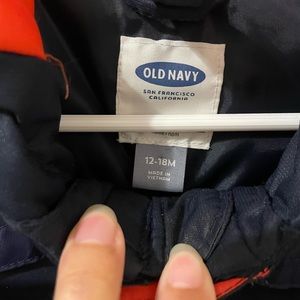 OLD NAVY
SAN FRANCISCO
CALIFORNIA
12-18M
MADE IN
VIETNAM